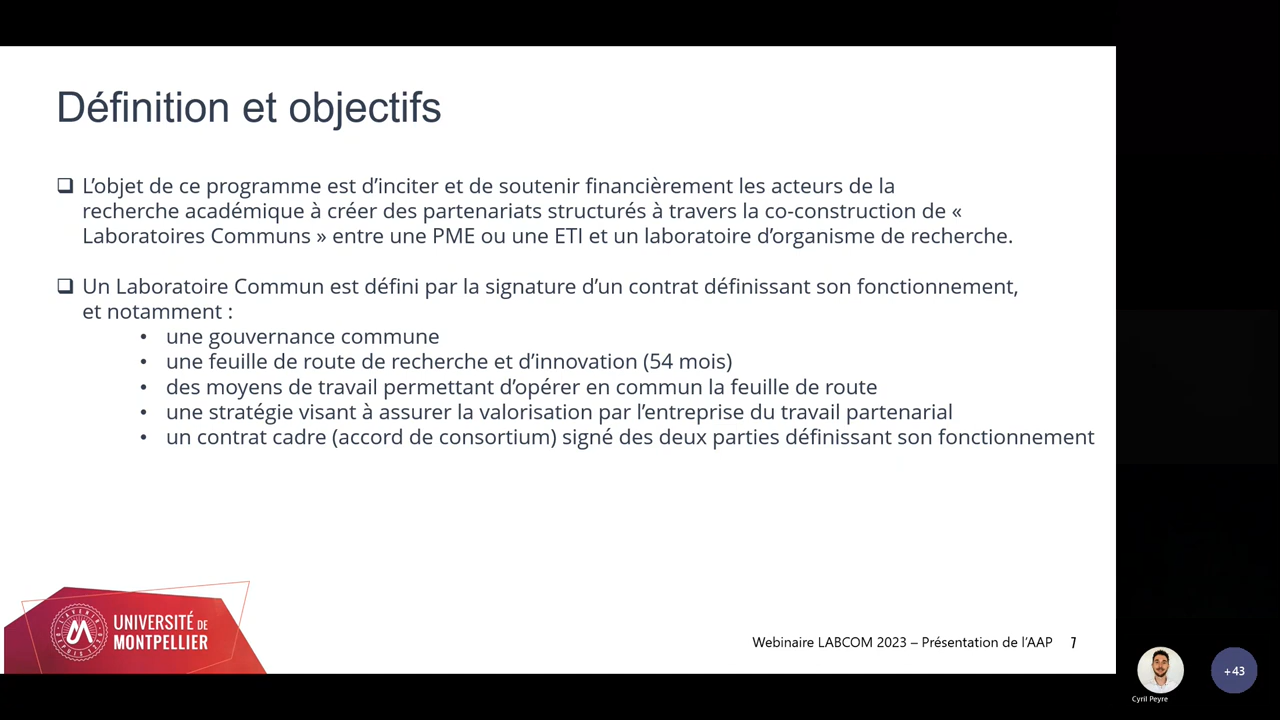 Définition et objectifs
❑ L’objet de ce programme est d’inciter et de soutenir financièrement les acteurs de la
recherche académique à créer des partenariats structurés à travers la co-construction de «
Laboratoires Communs » entre une PME ou une ETI et un laboratoire d’organisme de recherche.
❑ Un Laboratoire Commun est défini par la signature d’un contrat définissant son fonctionnement,
et notamment :
• une gouvernance commune
• une feuille de route de recherche et d’innovation (54 mois)
• des moyens de travail permettant d’opérer en commun la feuille de route
• une stratégie visant à assurer la valorisation par l’entreprise du travail partenarial
• un contrat cadre (accord de consortium) signé des deux parties définissant son fonctionnement
UNIVERSITÉ DE
MONTPELLIER
Webinaire LABCOM 2023 – Présentation de l’AAP 7
+43
Cyril Peyre